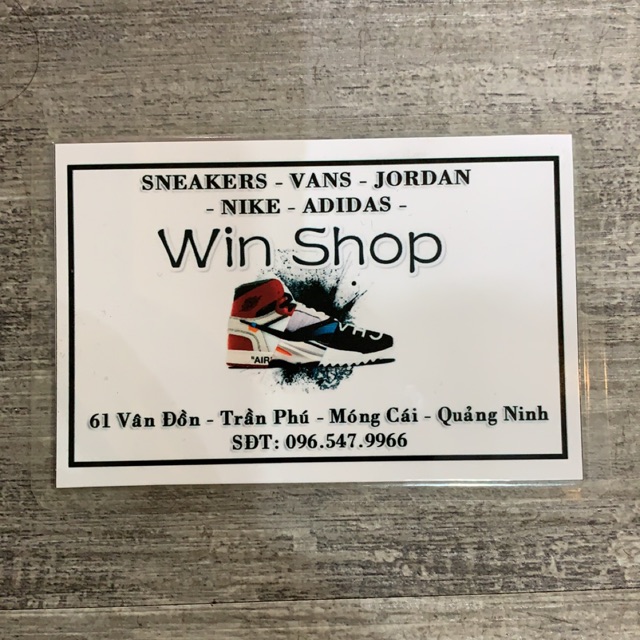 SNEAKERS - VANS - JORDAN
- NIKE - ADIDAS -
Win Shop
"AIR"
61 Vân Đồn - Trần Phú - Móng Cái - Quảng Ninh
SĐT: 096.547.9966